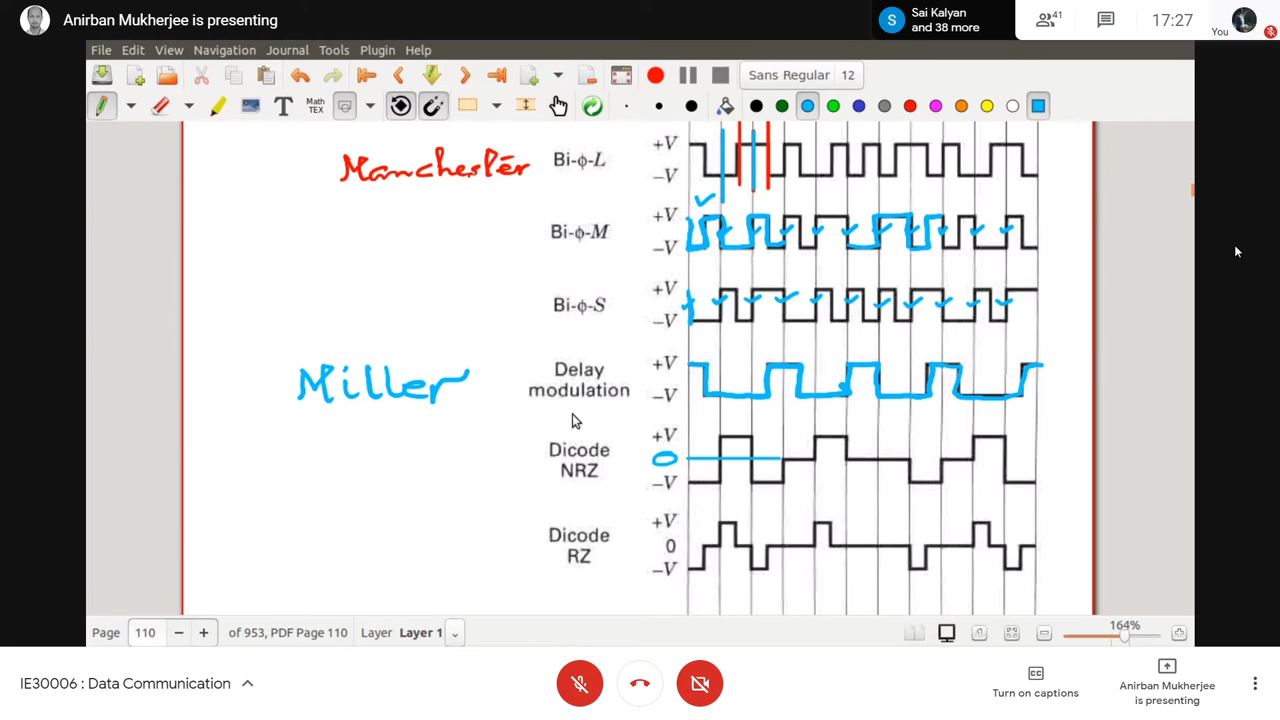 Anirban Mukherjee is presenting
Sai Kalyan
and 38 more
41
17:27
You
File Edit View Navigation Journal Tools Plugin Help
Sans Regular 12
T
Math
TEX
Manchester
Bi-ϕ-L
+V
−V
Bi-ϕ-M
+V
−V
Bi-ϕ-S
+V
−V
Miller
Delay
modulation
+V
−V
Dicode
NRZ
+V
0
−V
Dicode
RZ
+V
0
−V
Page 110 − + of 953, PDF Page 110 Layer Layer 1
164%
IE30006 : Data Communication
CC
Turn on captions
Anirban Mukherjee
is presenting